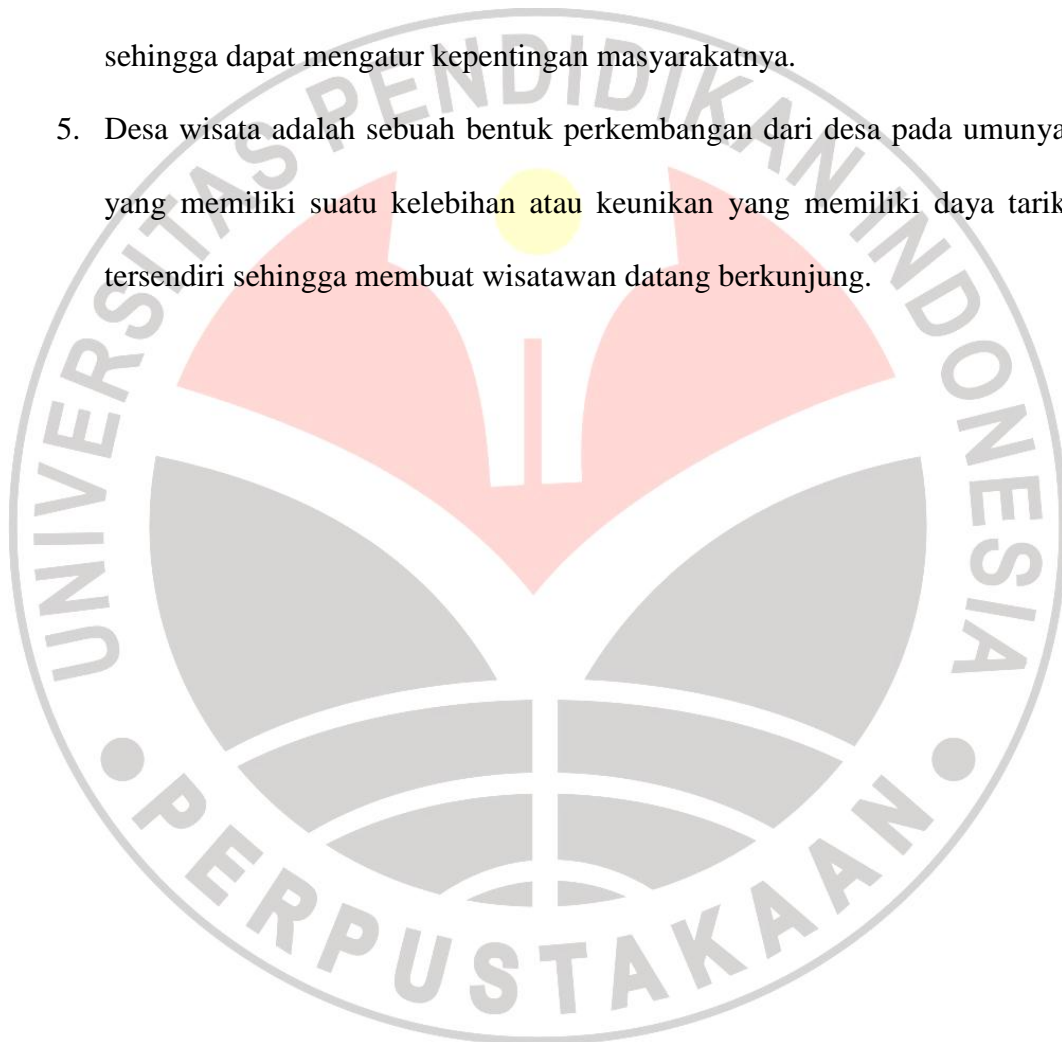 sehingga dapat mengatur kepentingan masyarakatnya.
5. Desa wisata adalah sebuah bentuk perkembangan dari desa pada umunya
yang memiliki suatu kelebihan atau keunikan yang memiliki daya tarik
tersendiri sehingga membuat wisatawan datang berkunjung.
UNIVERSITAS PENDIDIKAN INDONESIA
PERPUSTAKAAN